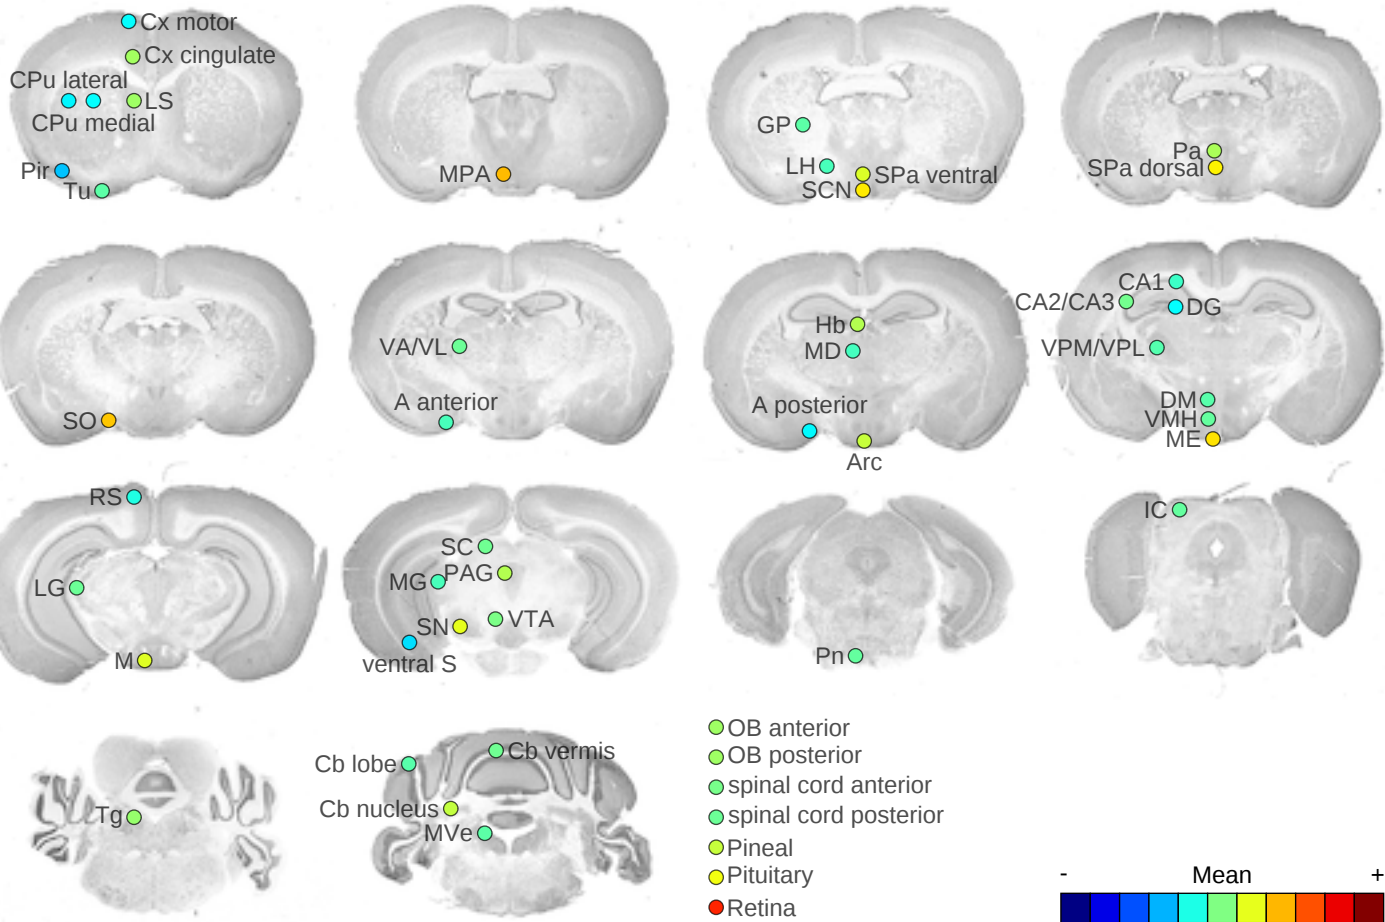 Cx motor
Cx cingulate
CPu lateral
LS
CPu medial
Pir
Tu
MPA
GP
LH
SPa ventral
SCN
Pa
SPa dorsal
SO
VA/VL
A anterior
Hb
MD
A posterior
Arc
CA1
CA2/CA3
DG
VPM/VPL
DM
VMH
ME
RS
LG
M
SC
MG
PAG
SN
VTA
ventral S
Pn
IC
Tg
Cb lobe
Cb vermis
Cb nucleus
MVe
OB anterior
OB posterior
spinal cord anterior
spinal cord posterior
Pineal
Pituitary
Retina
- Mean +